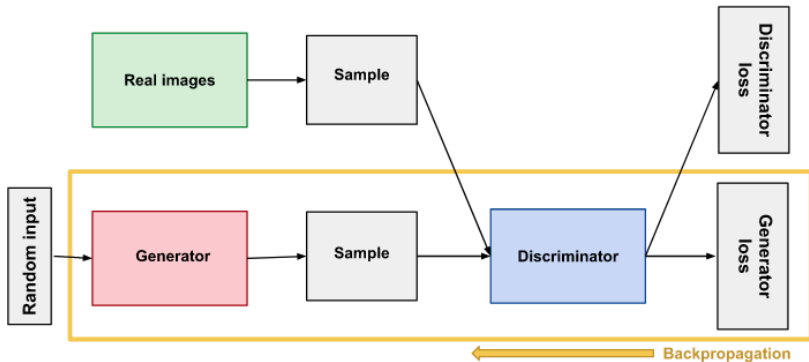 Real images
Sample
Discriminator
loss
Random input
Generator
Sample
Discriminator
Generator
loss
Backpropagation